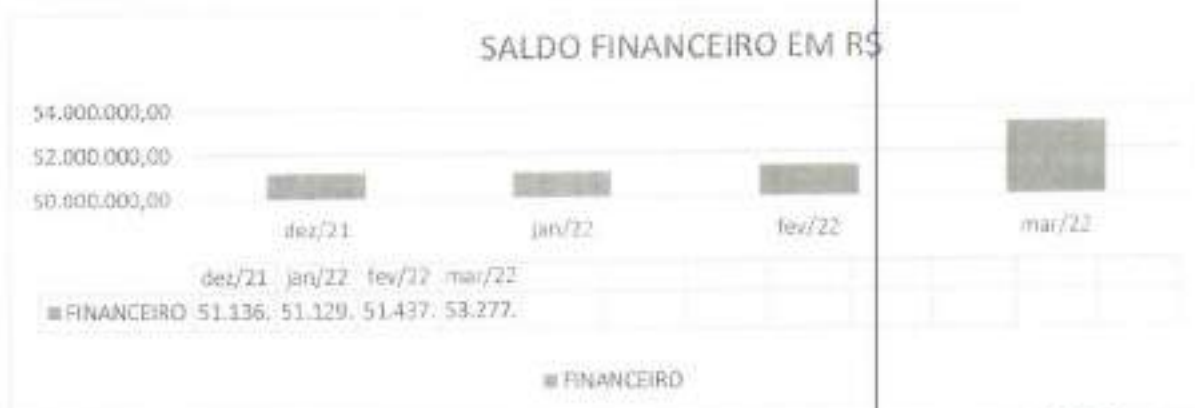 SALDO FINANCEIRO EM R$
54.000.000,00
52.000.000,00
50.000.000,00
dez/21 jan/22 fev/22 mar/22
dez/21 jan/22 fev/22 mar/22
FINANCEIRO 51.136. 51.129. 51.437. 53.277.
FINANCEIRO